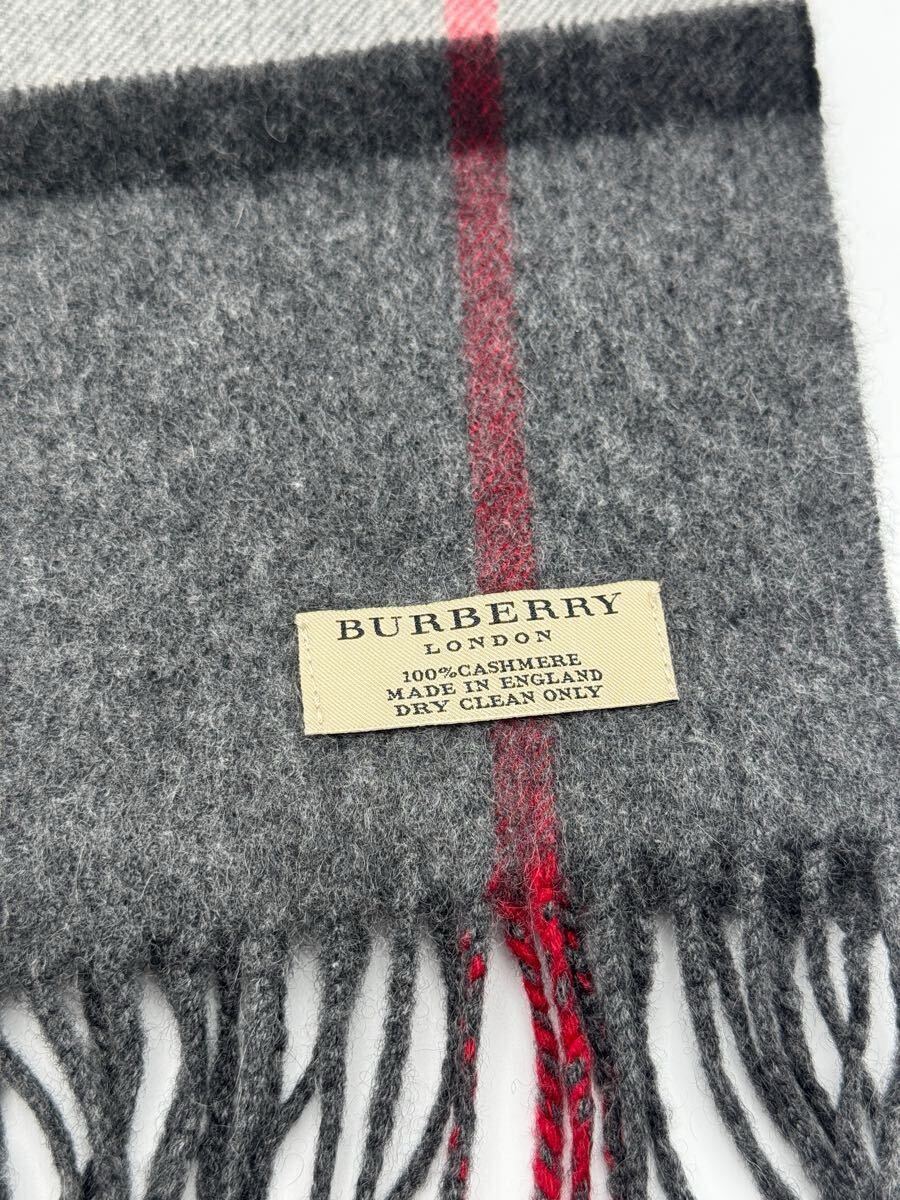 BURBERRY
LONDON
100%CASHMERE
MADE IN ENGLAND
DRY CLEAN ONLY